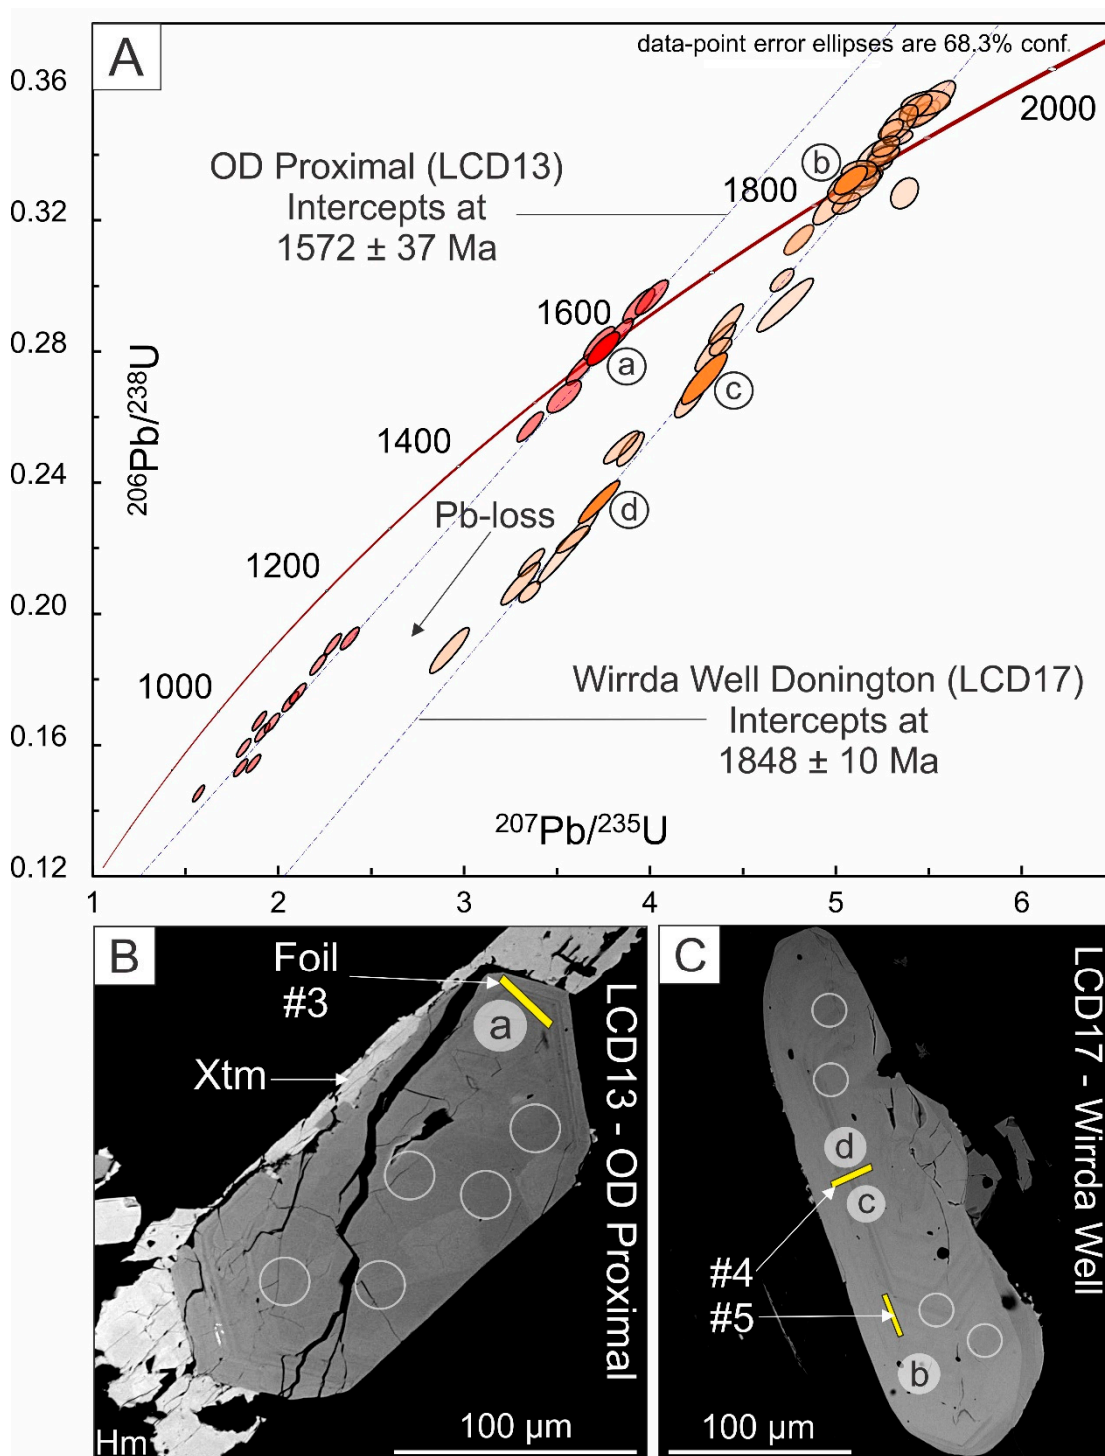 A
data-point error ellipses are 68.3% conf.
0.36
0.32
0.28
0.24
0.20
0.16
0.12
206Pb/238U
2000
1800
1600
1400
1200
1000
OD Proximal (LCD13)
Intercepts at
1572 ± 37 Ma
b
a
c
d
Pb-loss
Wirrda Well Donington (LCD17)
Intercepts at
1848 ± 10 Ma
207Pb/235U
1
2
3
4
5
6
B
Foil
#3
a
Xtm
Hm
100 µm
LCD13 - OD Proximal
C
d
c
#4
#5
b
100 µm
LCD17 - Wirrda Well